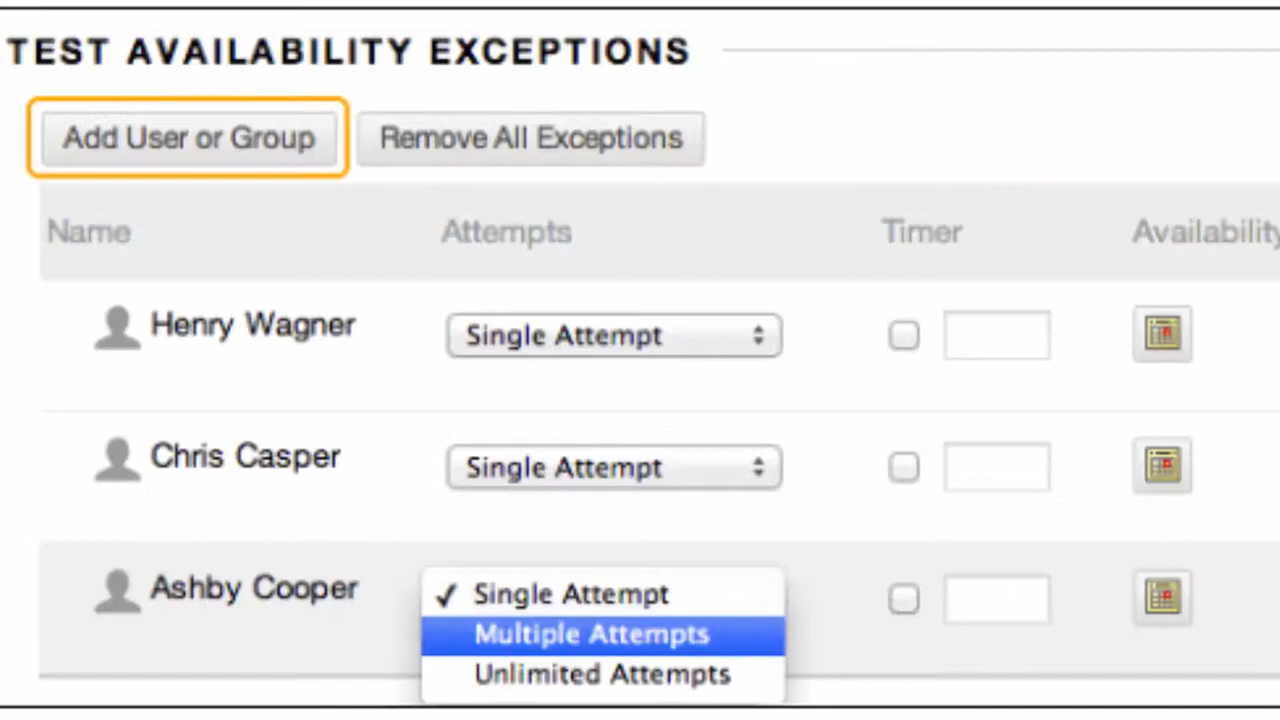 TEST AVAILABILITY EXCEPTIONS
Add User or Group Remove All Exceptions
Name Attempts Timer Availability
Henry Wagner Single Attempt
Chris Casper Single Attempt
Ashby Cooper ✓ Single Attempt
Multiple Attempts
Unlimited Attempts